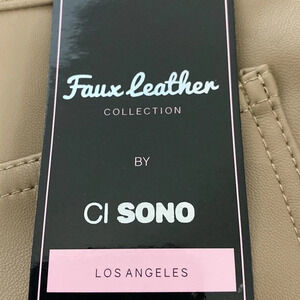 Faux Leather
COLLECTION
BY
CI SONO
LOS ANGELES